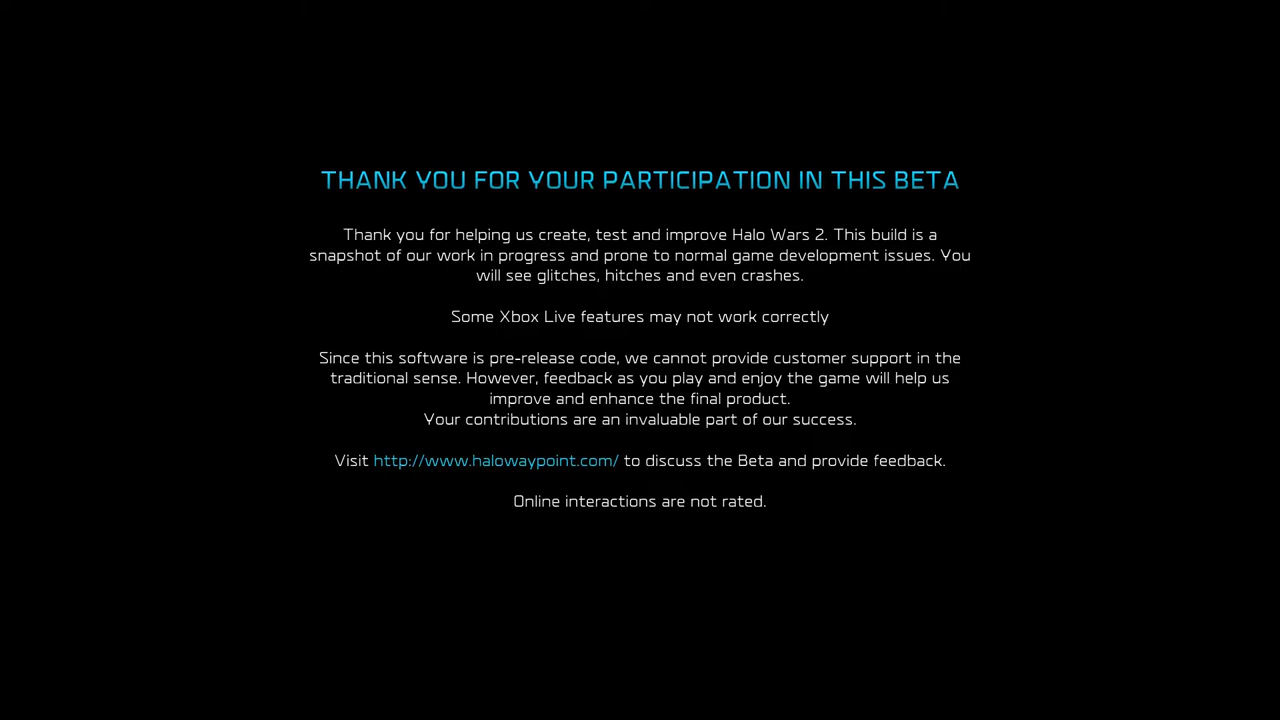 THANK YOU FOR YOUR PARTICIPATION IN THIS BETA
Thank you for helping us create, test and improve Halo Wars 2. This build is a
snapshot of our work in progress and prone to normal game development issues. You
will see glitches, hitches and even crashes.
Some Xbox Live features may not work correctly
Since this software is pre-release code, we cannot provide customer support in the
traditional sense. However, feedback as you play and enjoy the game will help us
improve and enhance the final product.
Your contributions are an invaluable part of our success.
Visit http://www.halowaypoint.com/ to discuss the Beta and provide feedback.
Online interactions are not rated.